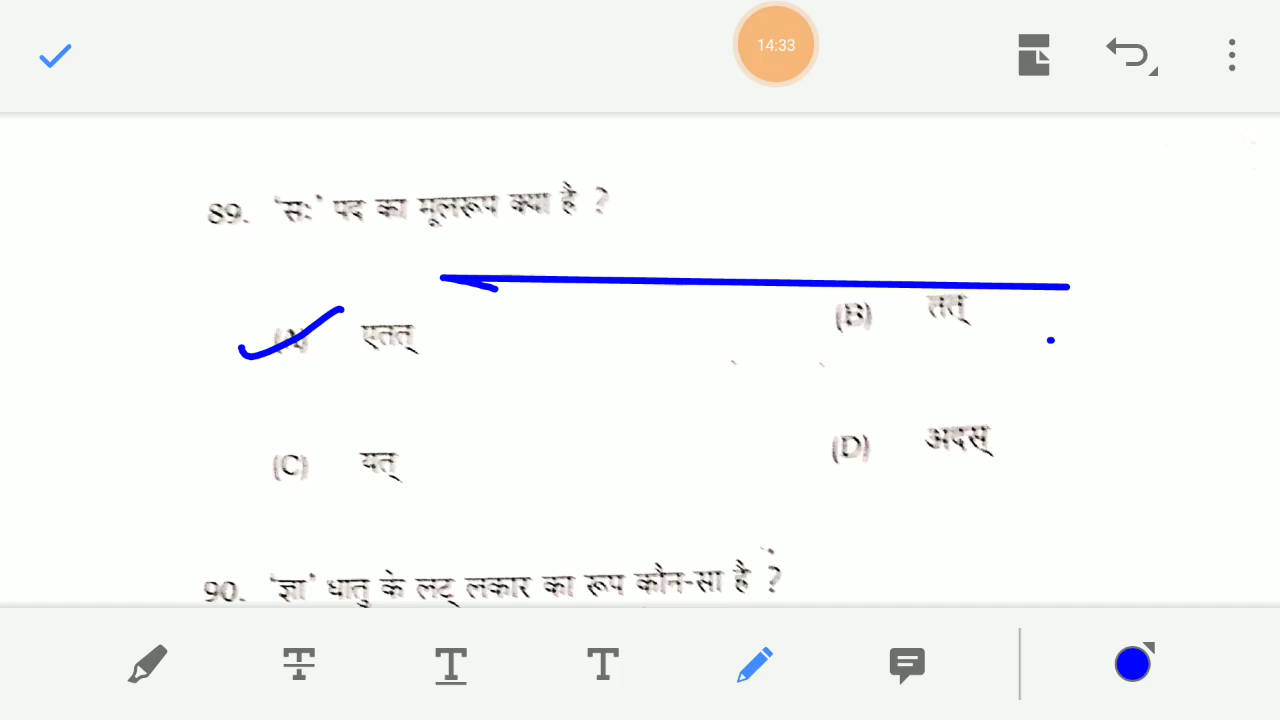 14:33
89. 'सः' पद का मूलरूप क्या है ?
(A) एतत् (B) तत्
(C) यत् (D) अदस्
90. 'ज्ञा' धातु के लट् लकार का रूप कौन-सा है ?
T T T